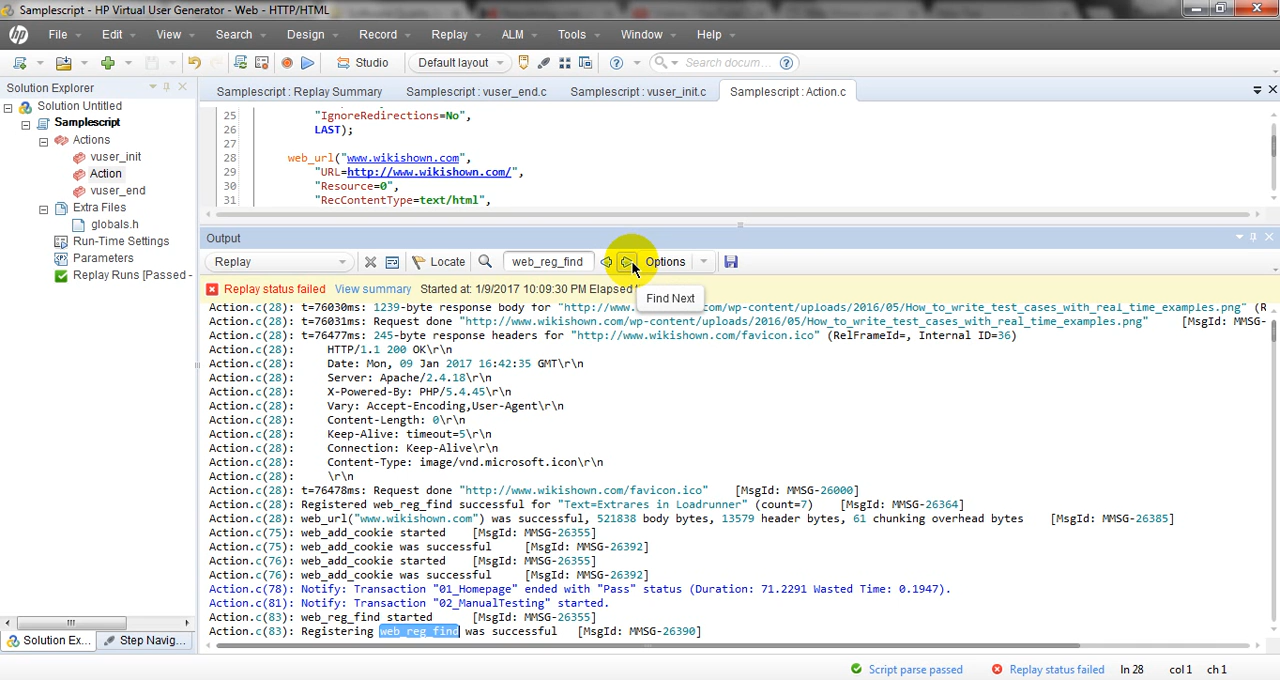 Samplescript - HP Virtual User Generator - Web - HTTP/HTML
File Edit View Search Design Record Replay ALM Tools Window Help
Studio Default layout Search docum...
Solution Explorer
Samplescript : Replay Summary Samplescript : vuser_end.c Samplescript : vuser_init.c Samplescript : Action.c
Solution Untitled
Samplescript
Actions
vuser_init
Action
vuser_end
Extra Files
globals.h
Run-Time Settings
Parameters
Replay Runs [Passed -
25 "IgnoreRedirections=No",
26 LAST);
27
28 web_url("www.wikishown.com",
29 "URL=http://www.wikishown.com/",
30 "Resource=0",
31 "RecContentType=text/html",
Output
Replay Locate web_reg_find Options
Replay status failed View summary Started at: 1/9/2017 10:09:30 PM Elapsed
Find Next
Action.c(28): t=76030ms: 1239-byte response body for "http://www.wikishown.com/wp-content/uploads/2016/05/How_to_write_test_cases_with_real_time_examples.png" (R
Action.c(28): t=76031ms: Request done "http://www.wikishown.com/wp-content/uploads/2016/05/How_to_write_test_cases_with_real_time_examples.png" [MsgId: MMSG-
Action.c(28): t=76477ms: 245-byte response headers for "http://www.wikishown.com/favicon.ico" (RelFrameId=, Internal ID=36)
Action.c(28): HTTP/1.1 200 OK\r\n
Action.c(28): Date: Mon, 09 Jan 2017 16:42:35 GMT\r\n
Action.c(28): Server: Apache/2.4.18\r\n
Action.c(28): X-Powered-By: PHP/5.4.45\r\n
Action.c(28): Vary: Accept-Encoding,User-Agent\r\n
Action.c(28): Content-Length: 0\r\n
Action.c(28): Keep-Alive: timeout=5\r\n
Action.c(28): Connection: Keep-Alive\r\n
Action.c(28): Content-Type: image/vnd.microsoft.icon\r\n
Action.c(28): \r\n
Action.c(28): t=76478ms: Request done "http://www.wikishown.com/favicon.ico" [MsgId: MMSG-26000]
Action.c(28): Registered web_reg_find successful for "Text=Extrares in Loadrunner" (count=7) [MsgId: MMSG-26364]
Action.c(28): web_url("www.wikishown.com") was successful, 521838 body bytes, 13579 header bytes, 61 chunking overhead bytes [MsgId: MMSG-26385]
Action.c(75): web_add_cookie started [MsgId: MMSG-26355]
Action.c(75): web_add_cookie was successful [MsgId: MMSG-26392]
Action.c(76): web_add_cookie started [MsgId: MMSG-26355]
Action.c(76): web_add_cookie was successful [MsgId: MMSG-26392]
Action.c(78): Notify: Transaction "01_Homepage" ended with "Pass" status (Duration: 71.2291 Wasted Time: 0.1947).
Action.c(81): Notify: Transaction "02_ManualTesting" started.
Action.c(83): web_reg_find started [MsgId: MMSG-26355]
Action.c(83): Registering web_reg_find was successful [MsgId: MMSG-26390]
Solution Ex... Step Navig...
Script parse passed Replay status failed ln 28 col 1 ch 1